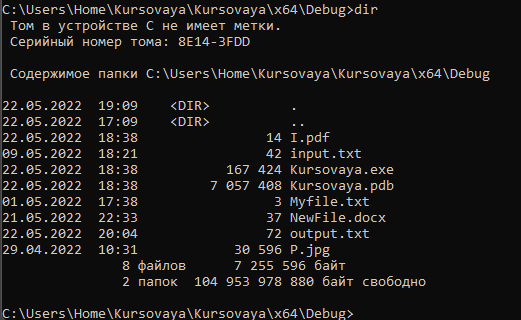 C:\Users\Home\Kursovaya\Kursovaya\x64\Debug>dir
Том в устройстве C не имеет метки.
Серийный номер тома: 8E14-3FDD
Содержимое папки C:\Users\Home\Kursovaya\Kursovaya\x64\Debug
22.05.2022  19:09    <DIR>          .
22.05.2022  17:09    <DIR>          ..
22.05.2022  18:38                14 I.pdf
09.05.2022  18:21                42 input.txt
22.05.2022  18:38           167 424 Kursovaya.exe
22.05.2022  18:38         7 057 408 Kursovaya.pdb
01.05.2022  17:38                 3 Myfile.txt
21.05.2022  22:33                37 NewFile.docx
22.05.2022  20:04                72 output.txt
29.04.2022  10:31            30 596 P.jpg
8 файлов      7 255 596 байт
2 папок  104 953 978 880 байт свободно
C:\Users\Home\Kursovaya\Kursovaya\x64\Debug>